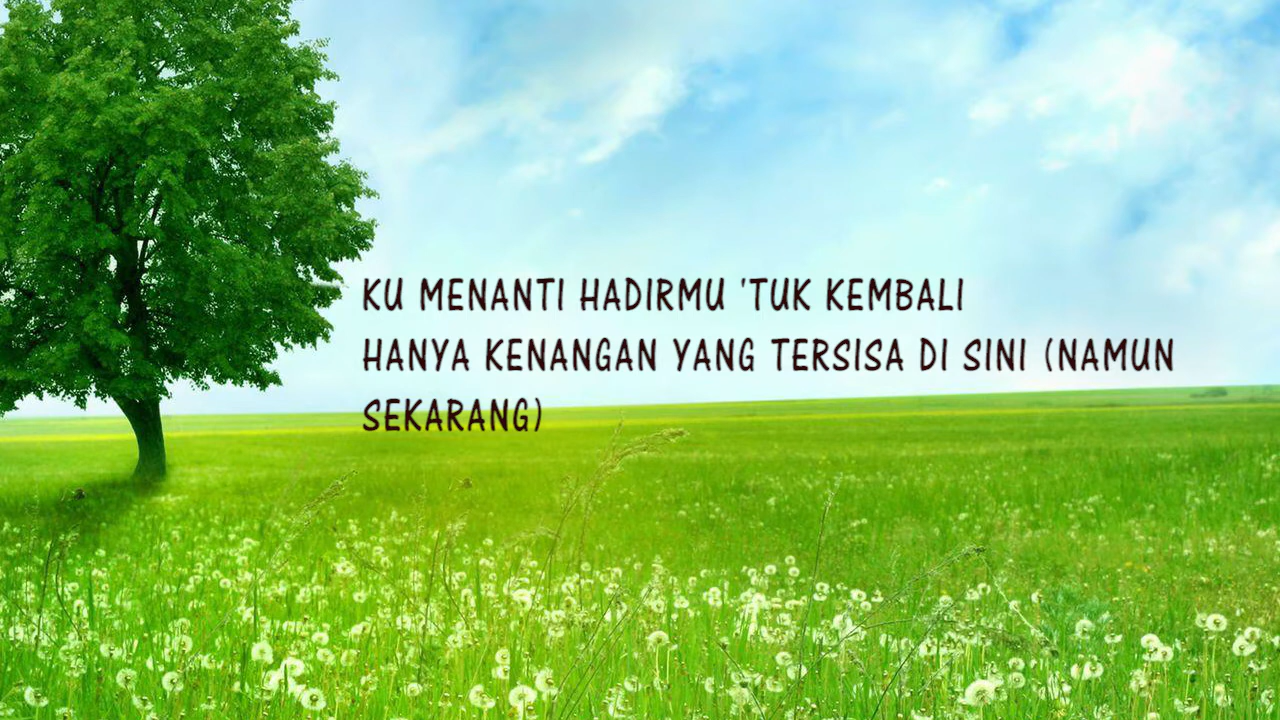 KU MENANTI HADIRMU 'TUK KEMBALI
HANYA KENANGAN YANG TERSISA DI SINI (NAMUN
SEKARANG)